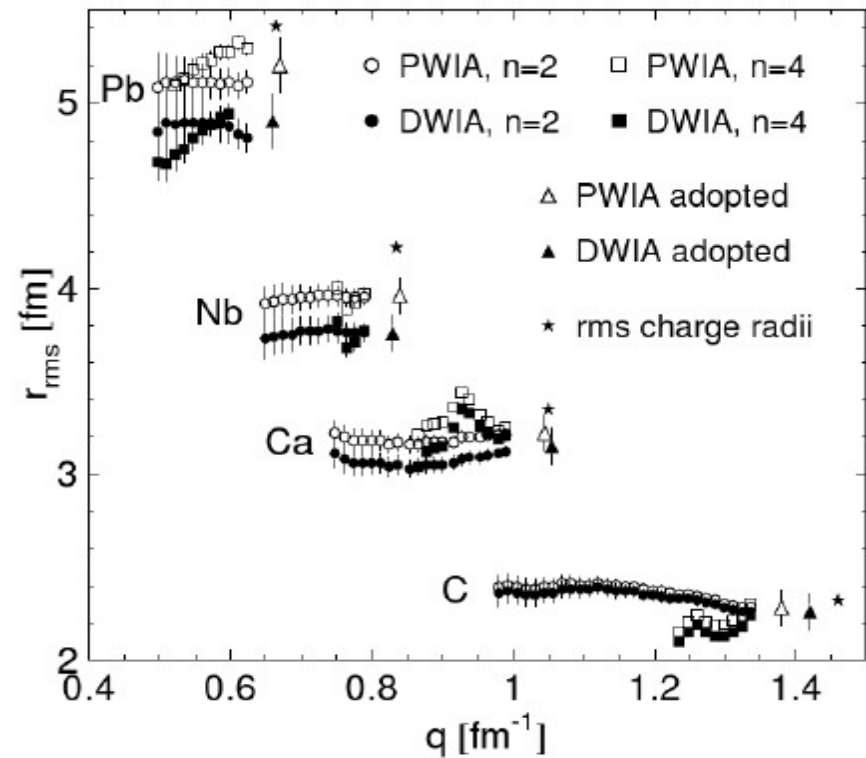 PWIA, n=2
PWIA, n=4
DWIA, n=2
DWIA, n=4
PWIA adopted
DWIA adopted
rms charge radii
Pb
Nb
Ca
C
5
4
3
2
r_rms [fm]
0.4 0.6 0.8 1 1.2 1.4
q [fm⁻¹]